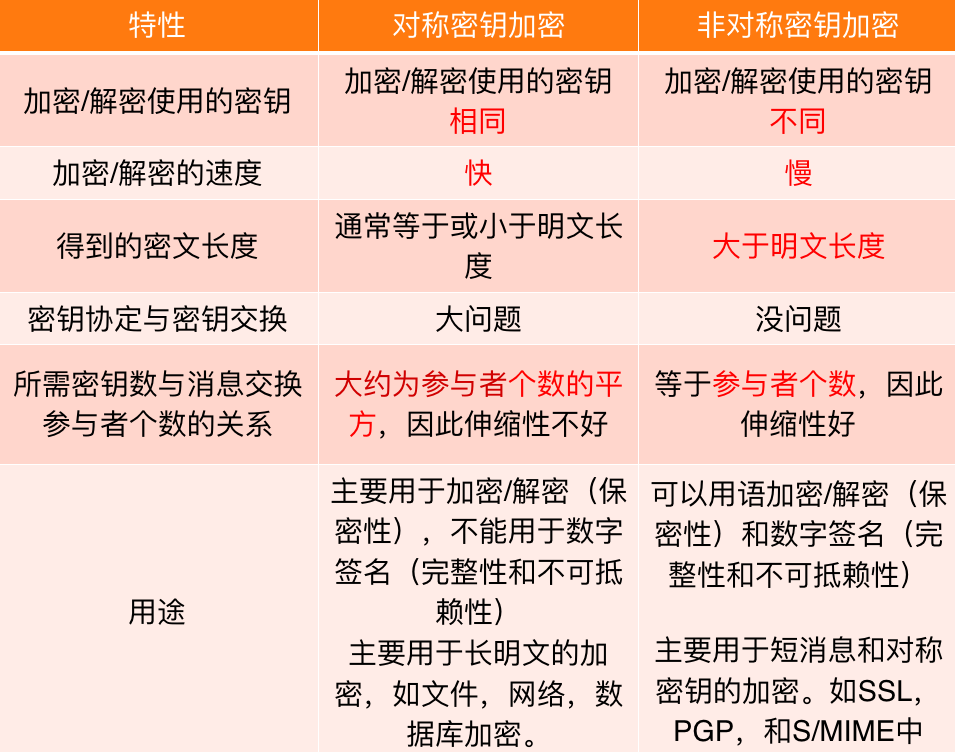 特性
对称密钥加密
非对称密钥加密
加密/解密使用的密钥
加密/解密使用的密钥
相同
加密/解密使用的密钥
不同
加密/解密的速度
快
慢
得到的密文长度
通常等于或小于明文长
度
大于明文长度
密钥协定与密钥交换
大问题
没问题
所需密钥数与消息交换
参与者个数的关系
大约为参与者个数的平
方，因此伸缩性不好
等于参与者个数，因此
伸缩性好
用途
主要用于加密/解密（保
密性），不能用于数字
签名（完整性和不可抵
赖性）
主要用于长明文的加
密，如文件，网络，数
据库加密。
可以用语加密/解密（保
密性）和数字签名（完
整性和不可抵赖性）
主要用于短消息和对称
密钥的加密。如SSL，
PGP，和S/MIME中